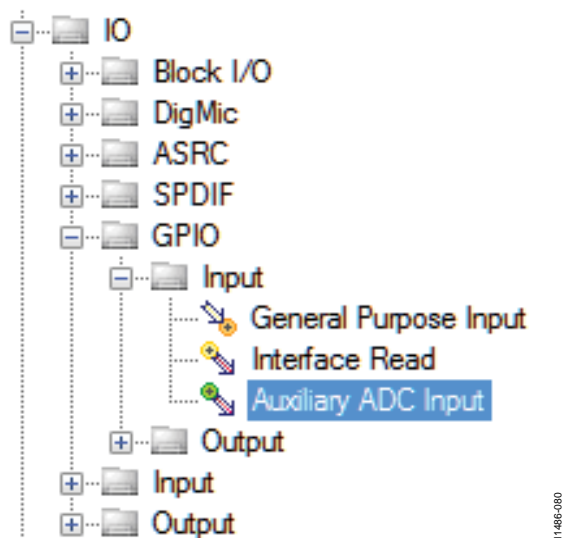 IO
Block I/O
DigMic
ASRC
SPDIF
GPIO
Input
General Purpose Input
Interface Read
Auxiliary ADC Input
Output
Input
Output
11486-080